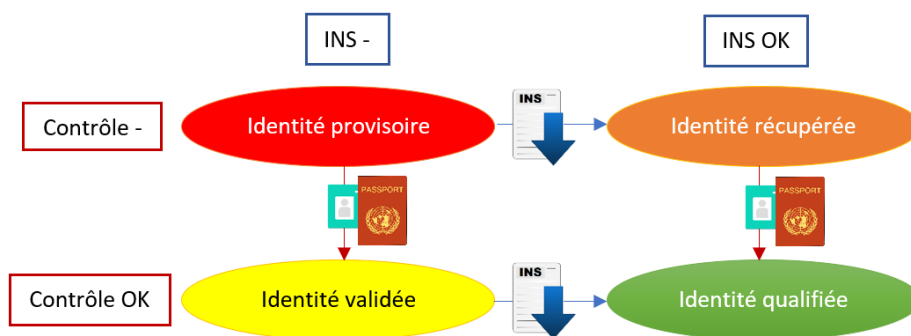 INS -
INS OK
Contrôle -
Identité provisoire
INS
Identité récupérée
PASSPORT
PASSPORT
Contrôle OK
Identité validée
INS
Identité qualifiée